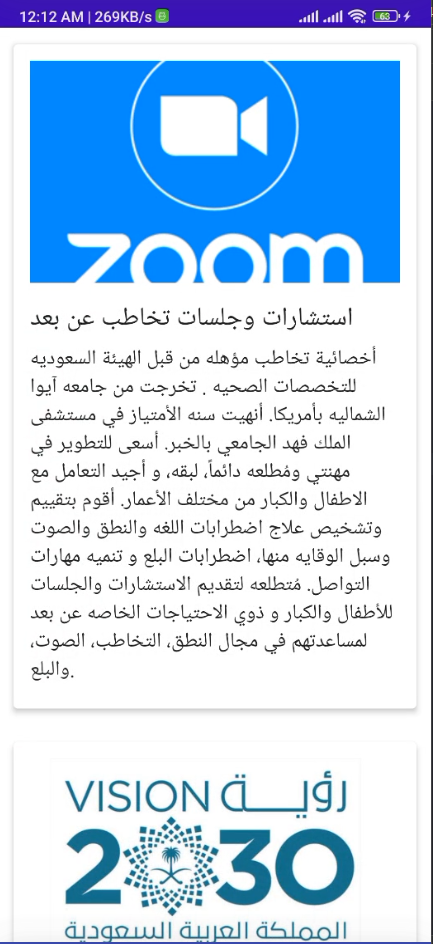 12:12 AM | 269KB/s
63
zoom
استشارات وجلسات تخاطب عن بعد
أخصائية تخاطب مؤهله من قبل الهيئة السعوديه
للتخصصات الصحيه . تخرجت من جامعه آيوا
الشماليه بأمريكا. أنهيت سنه الأمتياز في مستشفى
الملك فهد الجامعي بالخبر. أسعى للتطوير في
مهنتي ومُطلعه دائماً، لبقه، و أجيد التعامل مع
الاطفال والكبار من مختلف الأعمار. أقوم بتقييم
وتشخيص علاج اضطرابات اللغه والنطق والصوت
وسبل الوقايه منها، اضطرابات البلع و تنميه مهارات
التواصل. مُتطلعه لتقديم الاستشارات والجلسات
للأطفال والكبار و ذوي الاحتياجات الخاصه عن بعد
لمساعدتهم في مجال النطق، التخاطب، الصوت،
والبلع.
VISION رؤيـــة
2030
المملكة العربية السعودية